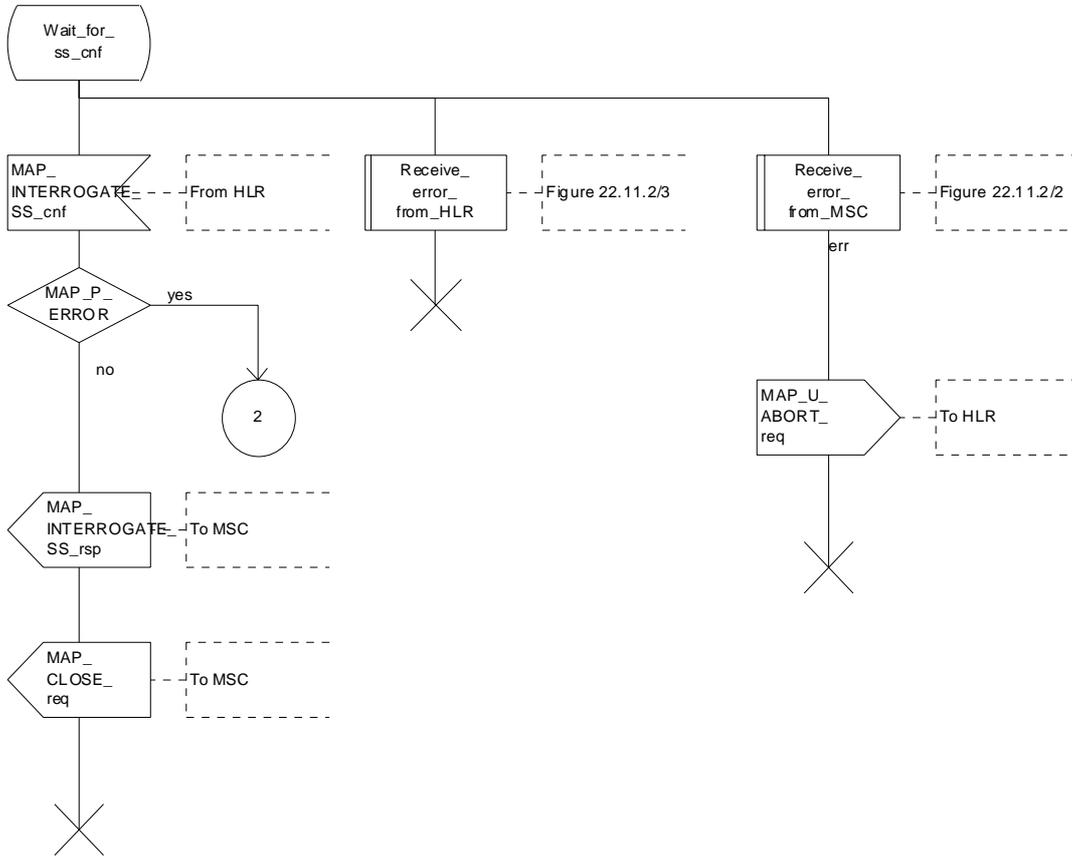 Wait_for_
ss_cnf
MAP_
INTERROGATE_
SS_cnf
From HLR
Receive_
error_
from_HLR
Figure 22.11.2/3
Receive_
error_
from_MSC
Figure 22.11.2/2
err
MAP_P_
ERROR
yes
no
2
MAP_U_
ABORT_
req
To HLR
MAP_
INTERROGATE_
SS_rsp
To MSC
MAP_
CLOSE_
req
To MSC